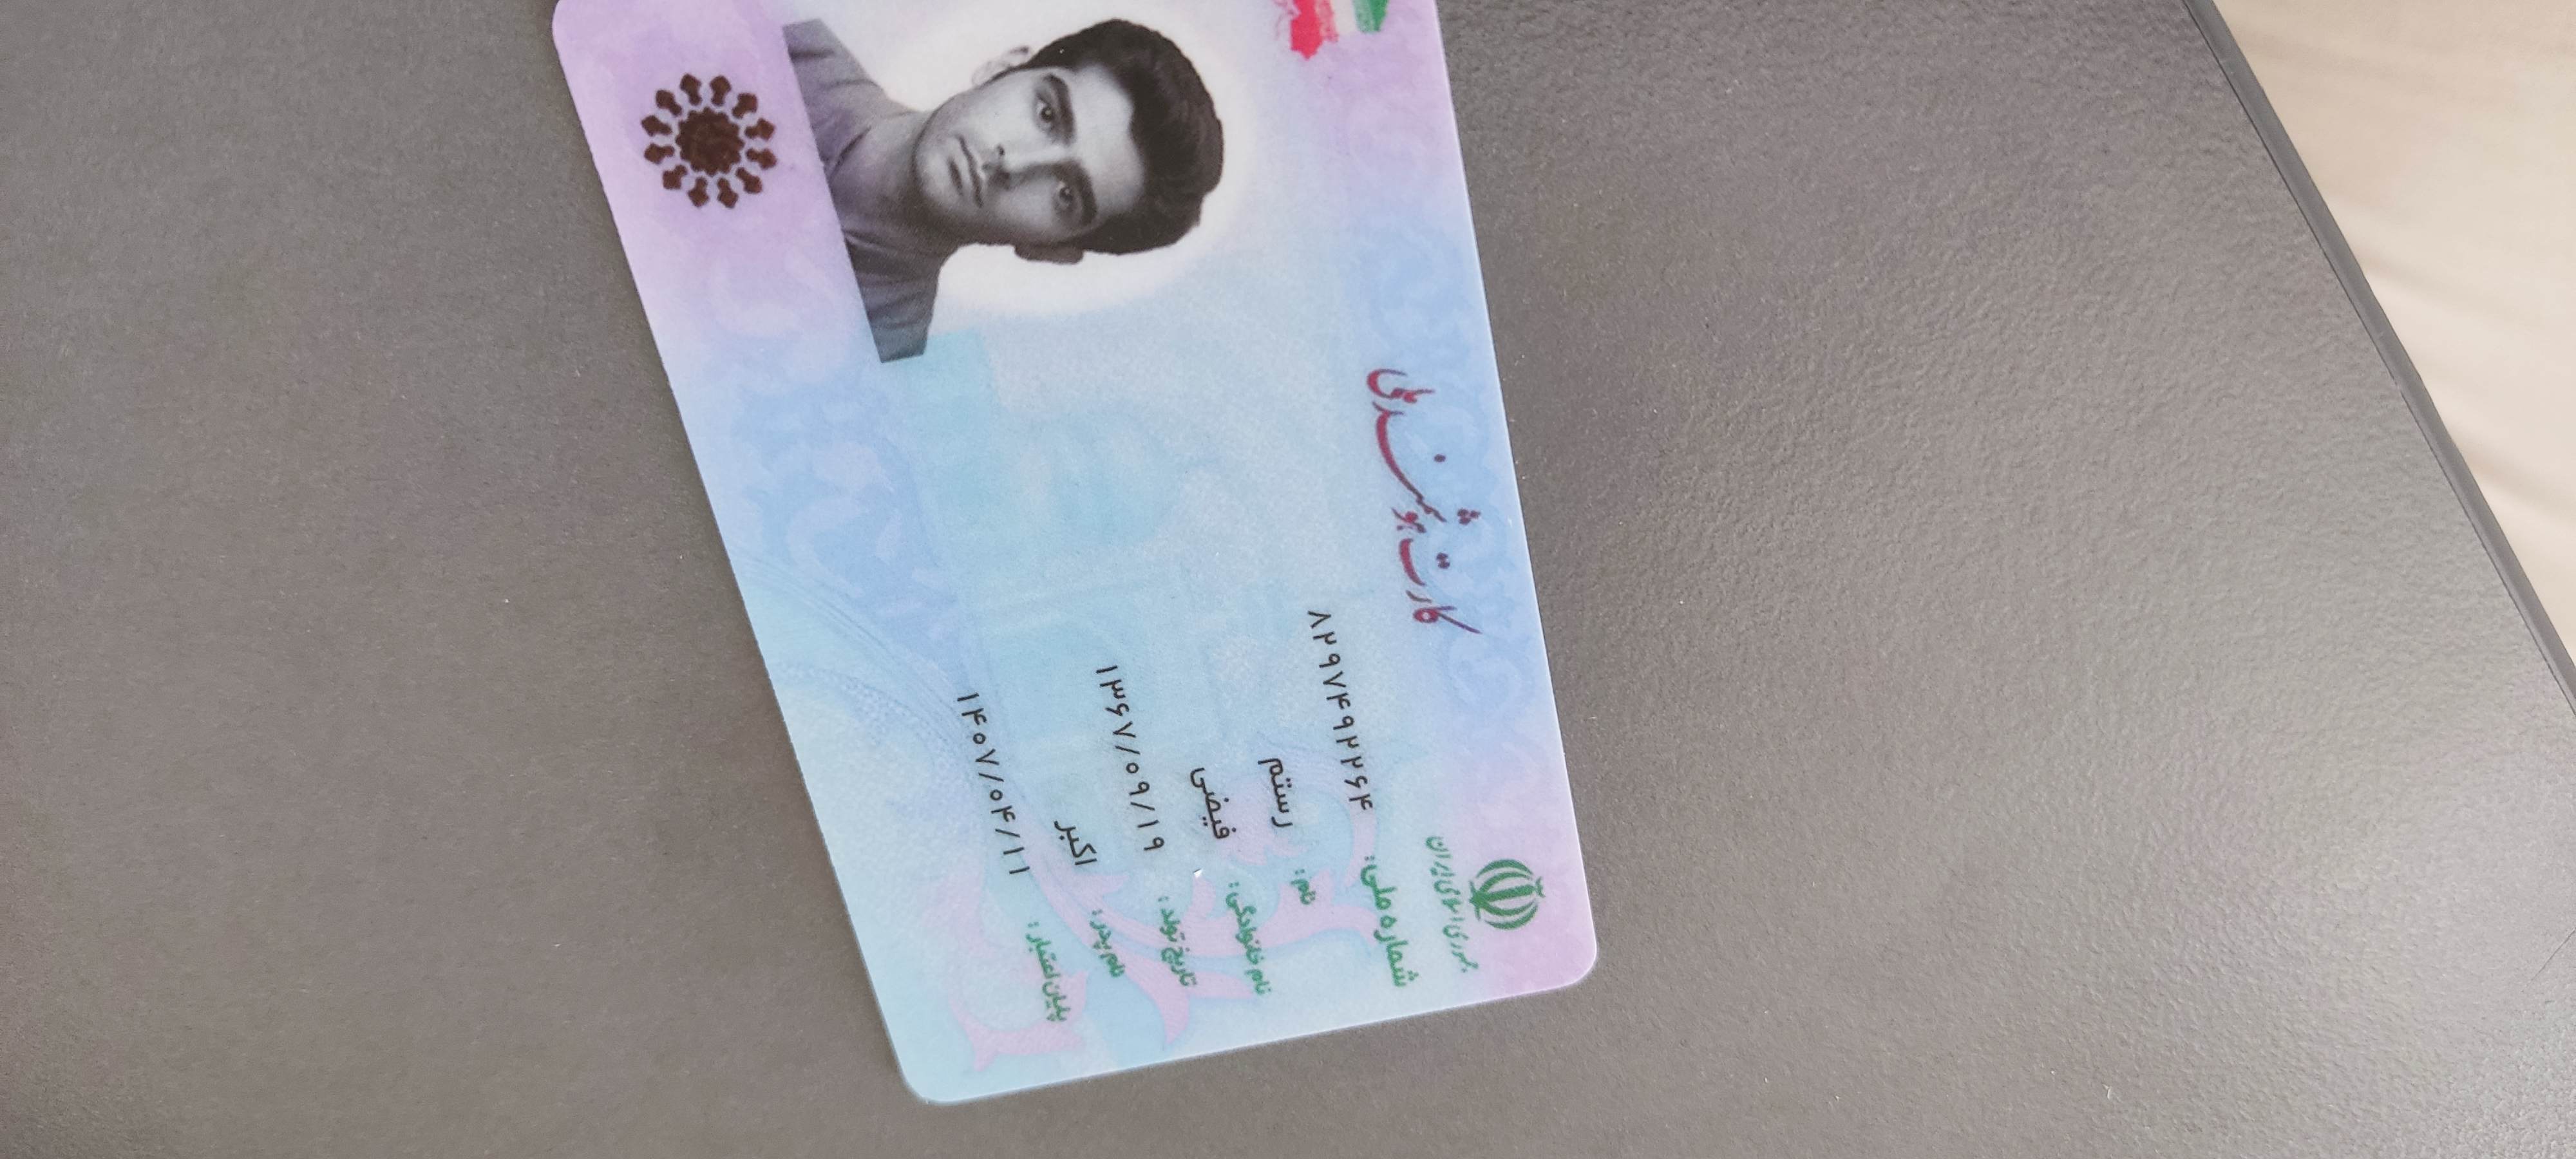 جمهوری اسلامی ایران
کارت هوشمند ملی
شماره ملی: ۸۲۹۷۴۹۲۲۶۴
نام: رستم
نام خانوادگی: فیضی
تاریخ تولد: ۱۳۶۷/۰۹/۱۹
نام پدر: اکبر
پایان اعتبار: ۱۴۰۷/۰۴/۱۱